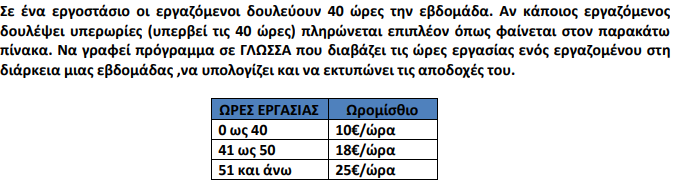 Σε ένα εργοστάσιο οι εργαζόμενοι δουλεύουν 40 ώρες την εβδομάδα. Αν κάποιος εργαζόμενος
δουλέψει υπερωρίες (υπερβεί τις 40 ώρες) πληρώνεται επιπλέον όπως φαίνεται στον παρακάτω
πίνακα. Να γραφεί πρόγραμμα σε ΓΛΩΣΣΑ που διαβάζει τις ώρες εργασίας ενός εργαζομένου στη
διάρκεια μιας εβδομάδας ,να υπολογίζει και να εκτυπώνει τις αποδοχές του.
ΩΡΕΣ ΕΡΓΑΣΙΑΣ Ωρομίσθιο
0 ως 40 10€/ώρα
41 ως 50 18€/ώρα
51 και άνω 25€/ώρα